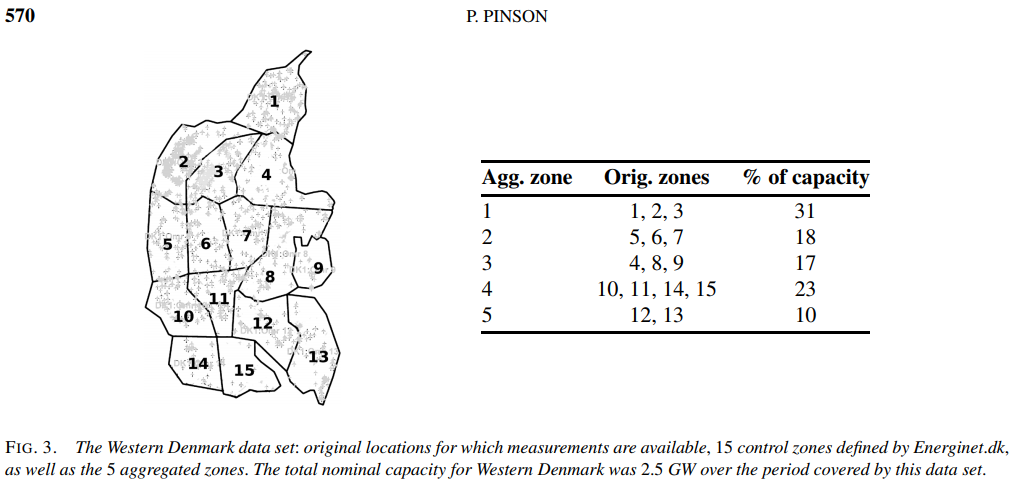 570
P. PINSON
1
2
3
4
5
6
7
8
9
10
11
12
13
14
15
Agg. zone Orig. zones % of capacity
1 1, 2, 3 31
2 5, 6, 7 18
3 4, 8, 9 17
4 10, 11, 14, 15 23
5 12, 13 10
FIG. 3. The Western Denmark data set: original locations for which measurements are available, 15 control zones defined by Energinet.dk,
as well as the 5 aggregated zones. The total nominal capacity for Western Denmark was 2.5 GW over the period covered by this data set.